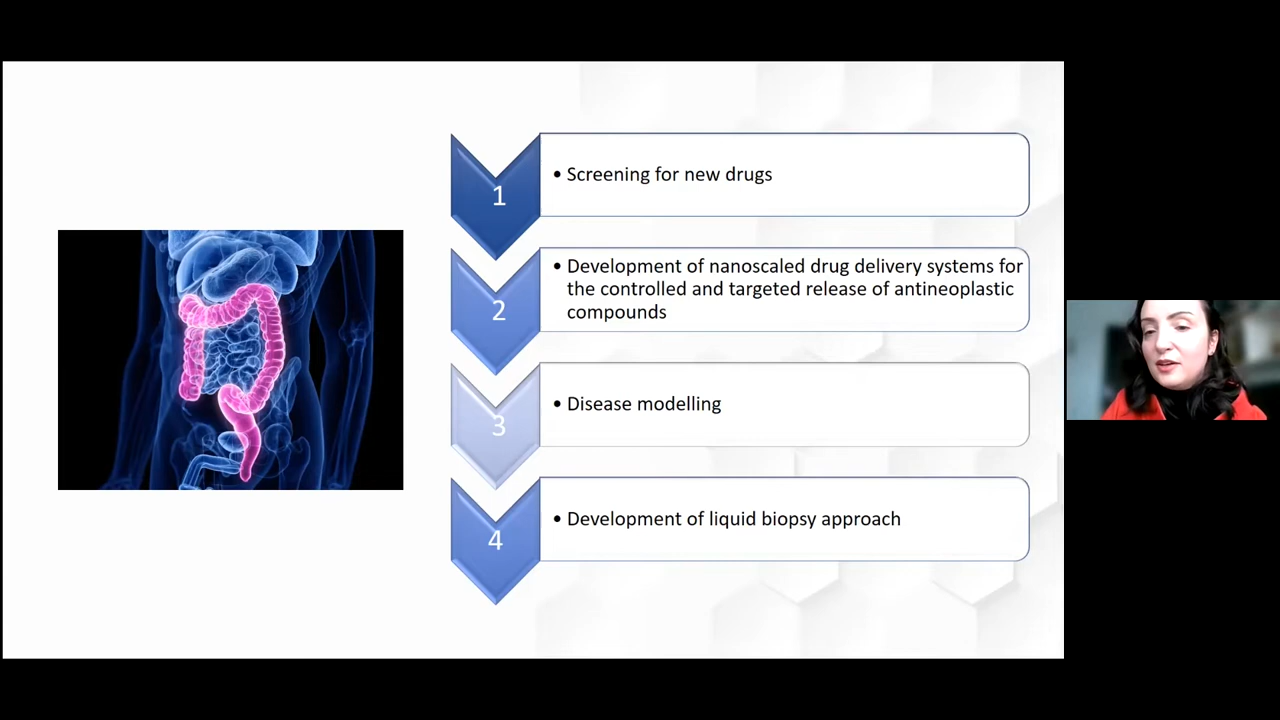 1
• Screening for new drugs
2
• Development of nanoscaled drug delivery systems for
the controlled and targeted release of antineoplastic
compounds
3
• Disease modelling
4
• Development of liquid biopsy approach